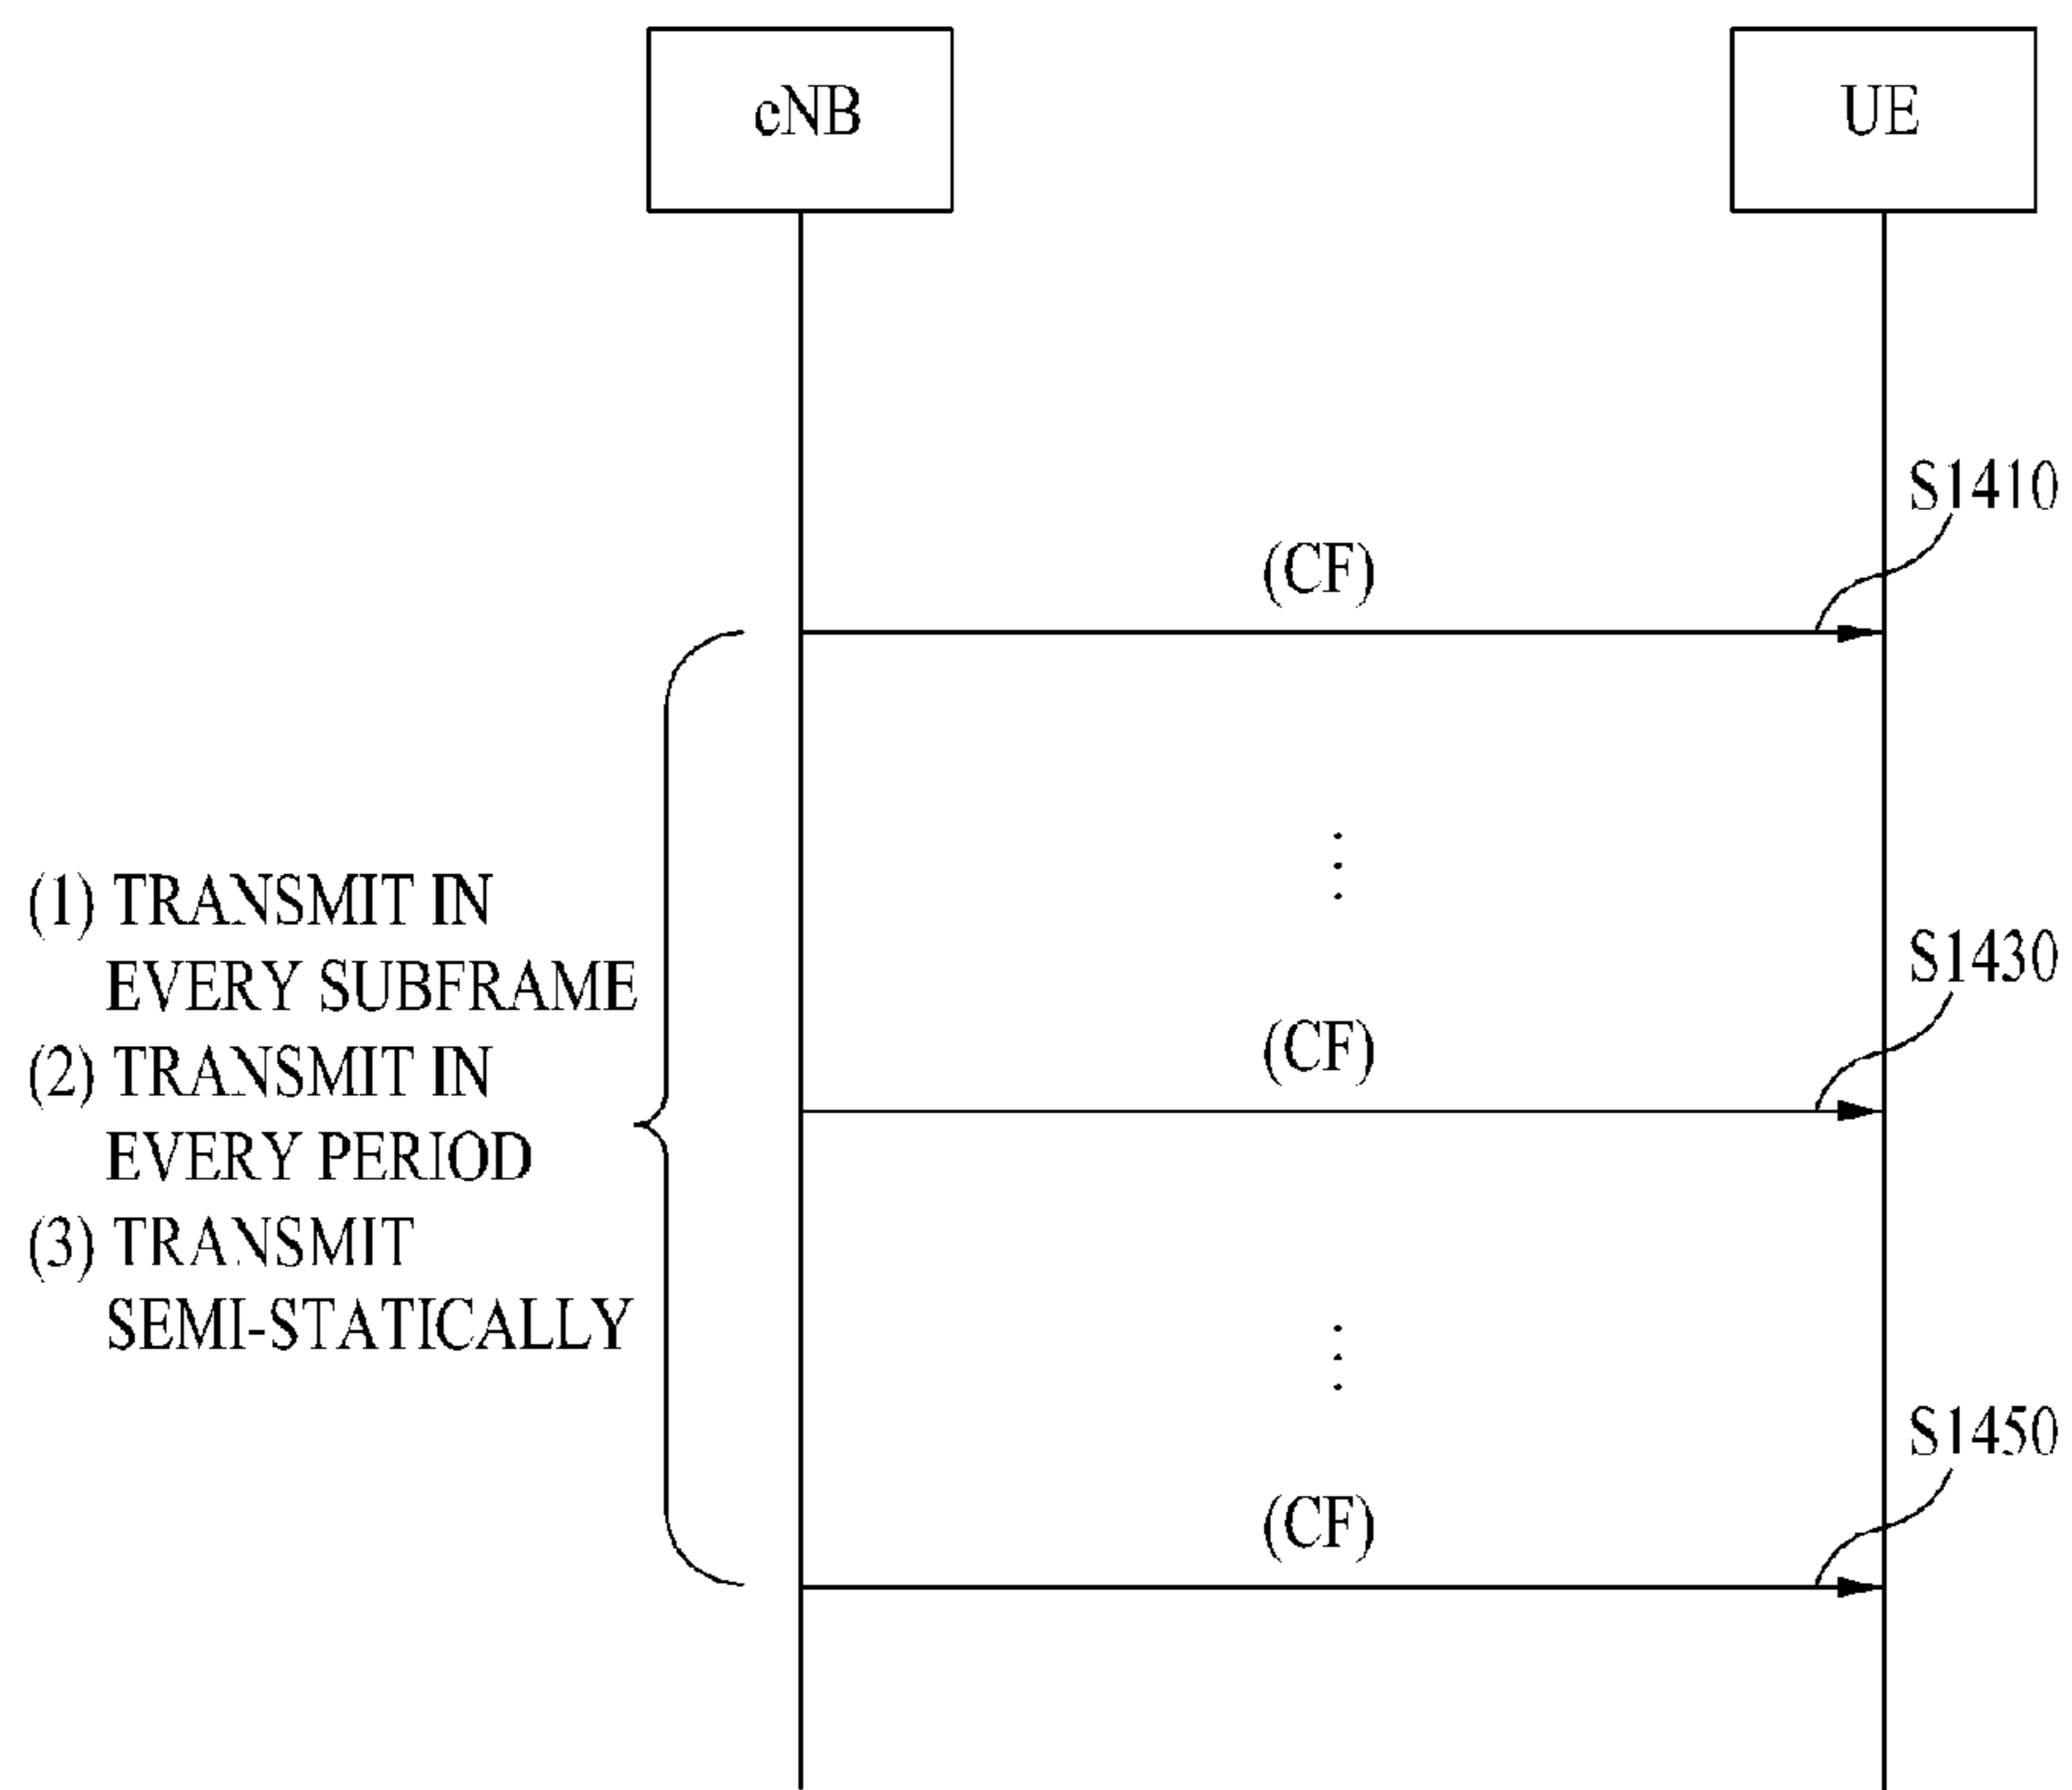 eNB
UE
S1410
(CF)
(1) TRANSMIT IN
EVERY SUBFRAME
S1430
(CF)
(2) TRANSMIT IN
EVERY PERIOD
(3) TRANSMIT
SEMI-STATICALLY
S1450
(CF)